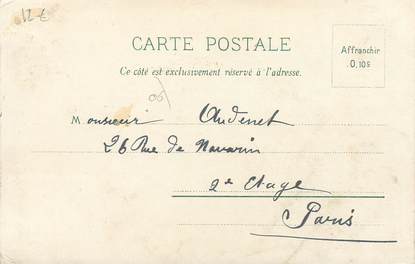 12 €
CARTE POSTALE
Affranchir
0,10c
Ce côté est exclusivement réservé à l'adresse.
Monsieur Audenet
26 Rue de Navarin
2e Etage
Paris